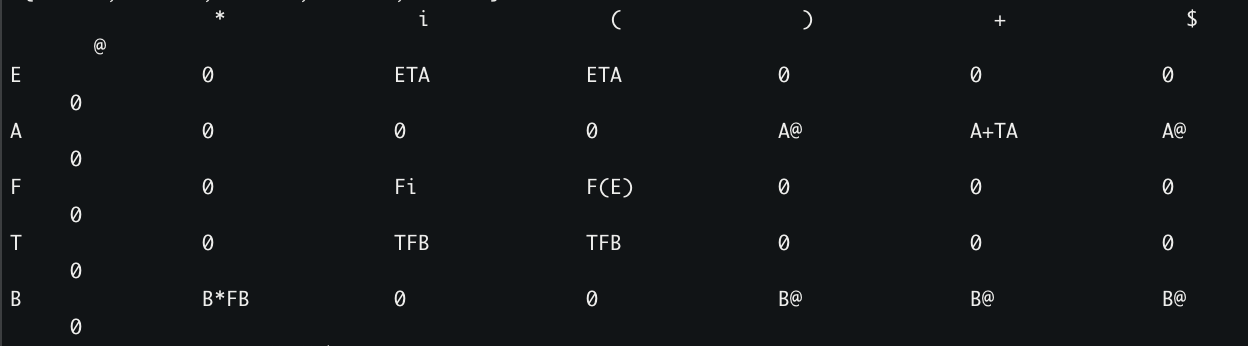 * i ( ) + $
@
E 0 ETA ETA 0 0 0
0
A 0 0 0 A@ A+TA A@
0
F 0 Fi F(E) 0 0 0
0
T 0 TFB TFB 0 0 0
0
B B*FB 0 0 B@ B@ B@
0